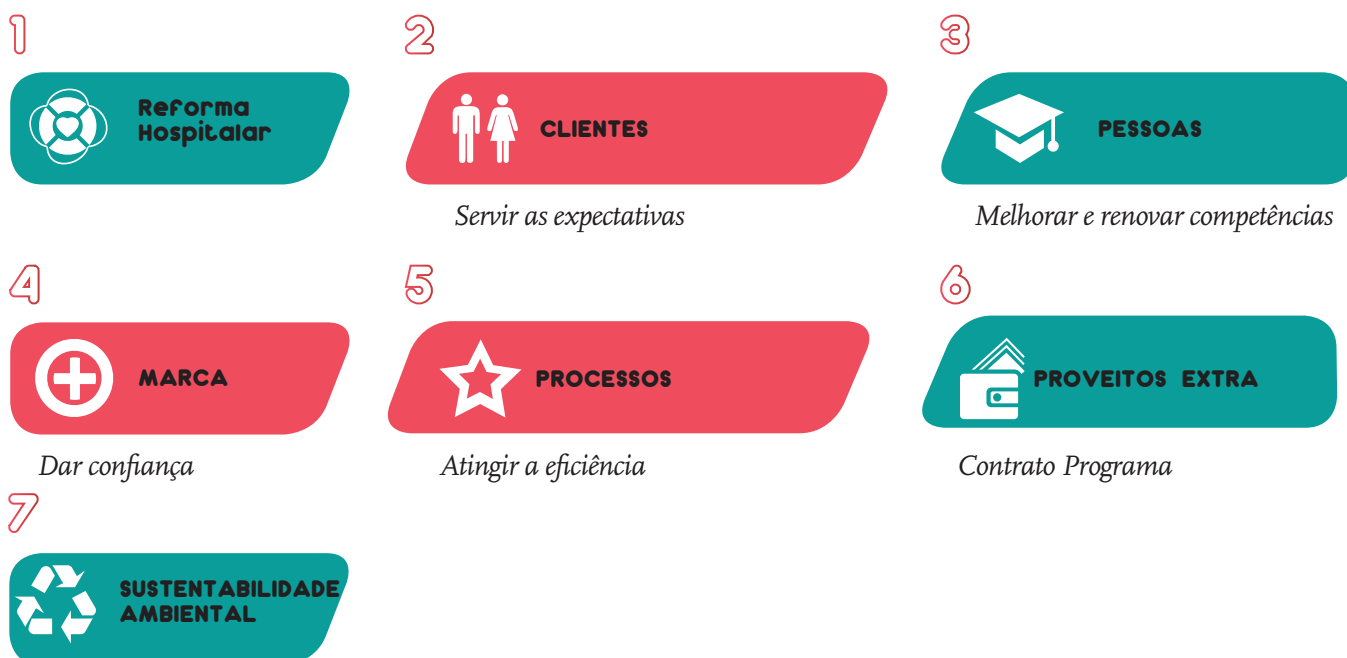 1
Reforma
Hospitalar
2
CLIENTES
Servir as expectativas
3
PESSOAS
Melhorar e renovar competências
4
MARCA
Dar confiança
5
PROCESSOS
Atingir a eficiência
6
PROVEITOS EXTRA
Contrato Programa
7
SUSTENTABILIDADE
AMBIENTAL